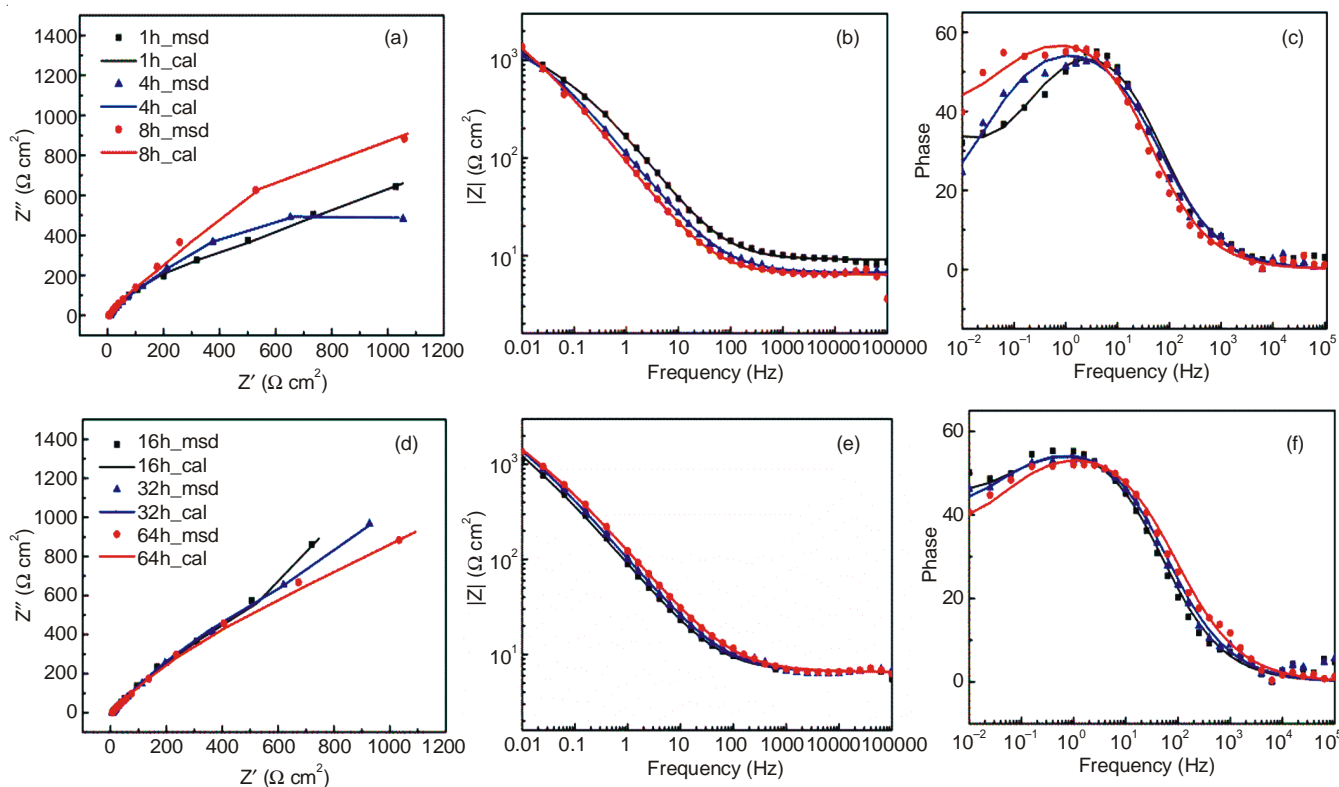 1400
1200
1000
800
600
400
200
0
Z″ (Ω cm²)
(a)
1h_msd
1h_cal
4h_msd
4h_cal
8h_msd
8h_cal
0 200 400 600 800 1000 1200
Z′ (Ω cm²)
10³
10²
10¹
|Z| (Ω cm²)
(b)
0.01 0.1 1 10 100 1000 10000 100000
Frequency (Hz)
60
40
20
0
Phase
(c)
10⁻² 10⁻¹ 10⁰ 10¹ 10² 10³ 10⁴ 10⁵
Frequency (Hz)
1400
1200
1000
800
600
400
200
0
Z″ (Ω cm²)
(d)
16h_msd
16h_cal
32h_msd
32h_cal
64h_msd
64h_cal
0 200 400 600 800 1000 1200
Z′ (Ω cm²)
10³
10²
10¹
|Z| (Ω cm²)
(e)
0.01 0.1 1 10 100 1000 10000 100000
Frequency (Hz)
60
40
20
0
Phase
(f)
10⁻² 10⁻¹ 10⁰ 10¹ 10² 10³ 10⁴ 10⁵
Frequency (Hz)